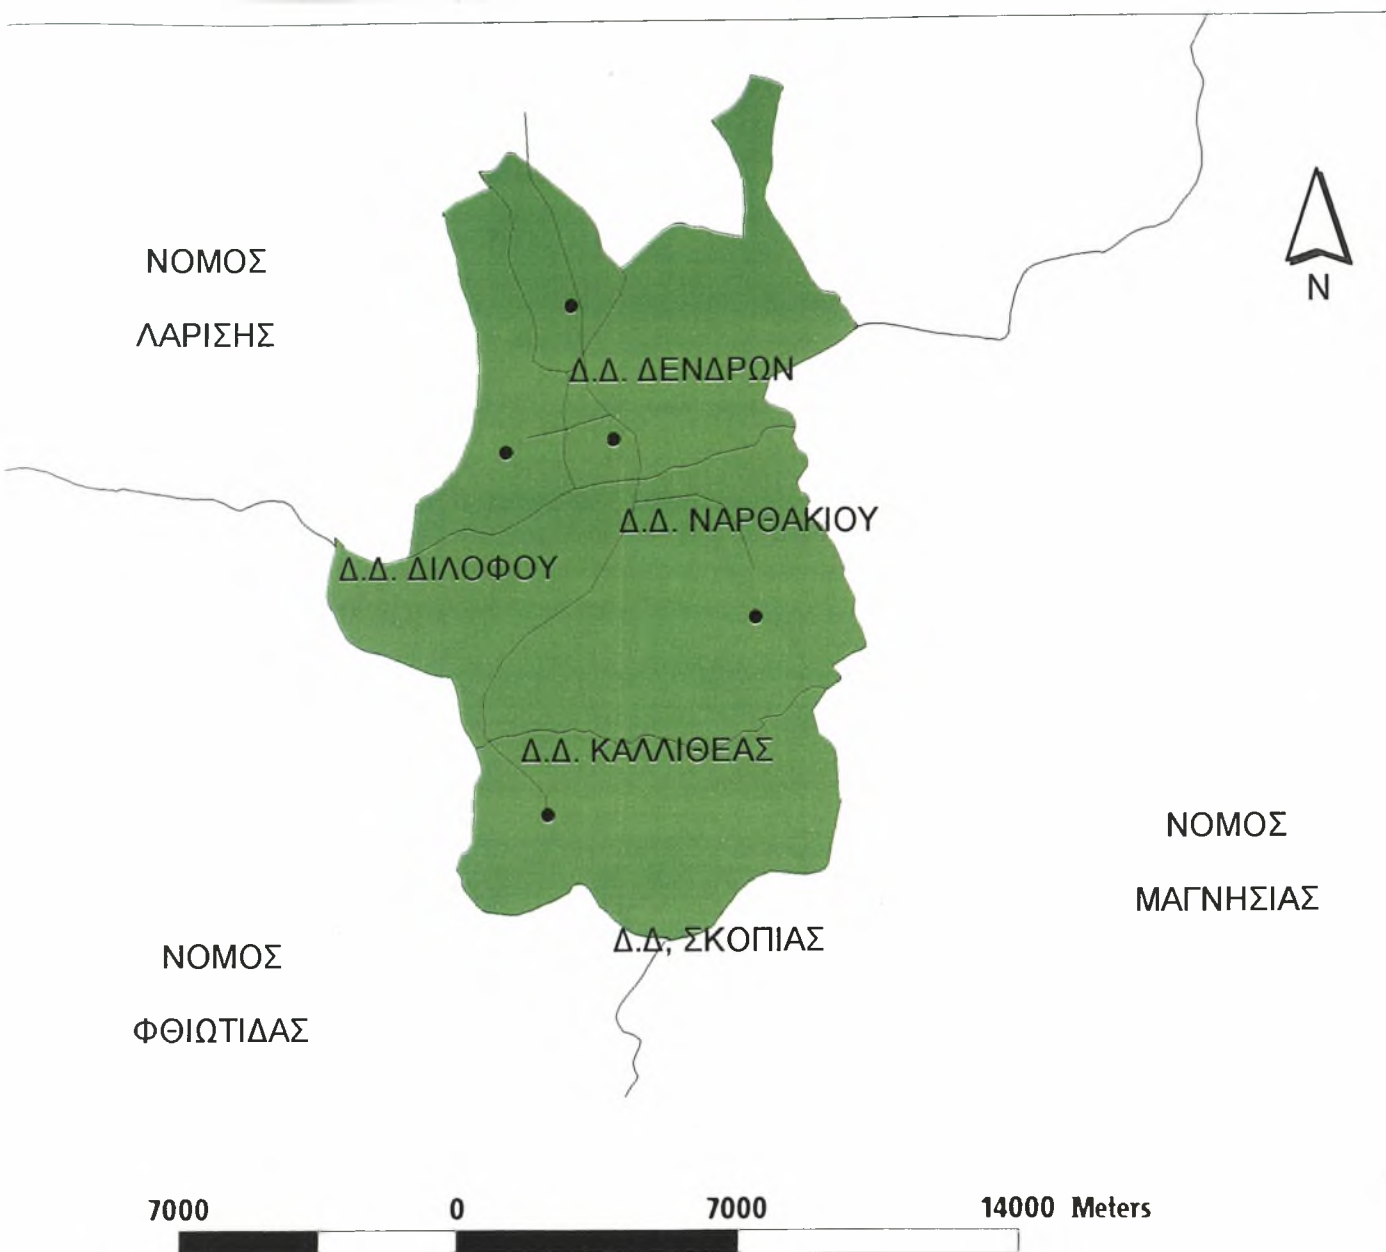 ΝΟΜΟΣ
ΛΑΡΙΣΗΣ
N
Δ.Δ. ΔΕΝΔΡΩΝ
Δ.Δ. ΝΑΡΘΑΚΙΟΥ
Δ.Δ. ΔΙΛΟΦΟΥ
Δ.Δ. ΚΑΛΛΙΘΕΑΣ
ΝΟΜΟΣ
ΜΑΓΝΗΣΙΑΣ
Δ.Δ, ΣΚΟΠΙΑΣ
ΝΟΜΟΣ
ΦΘΙΩΤΙΔΑΣ
7000 0 7000 14000 Meters